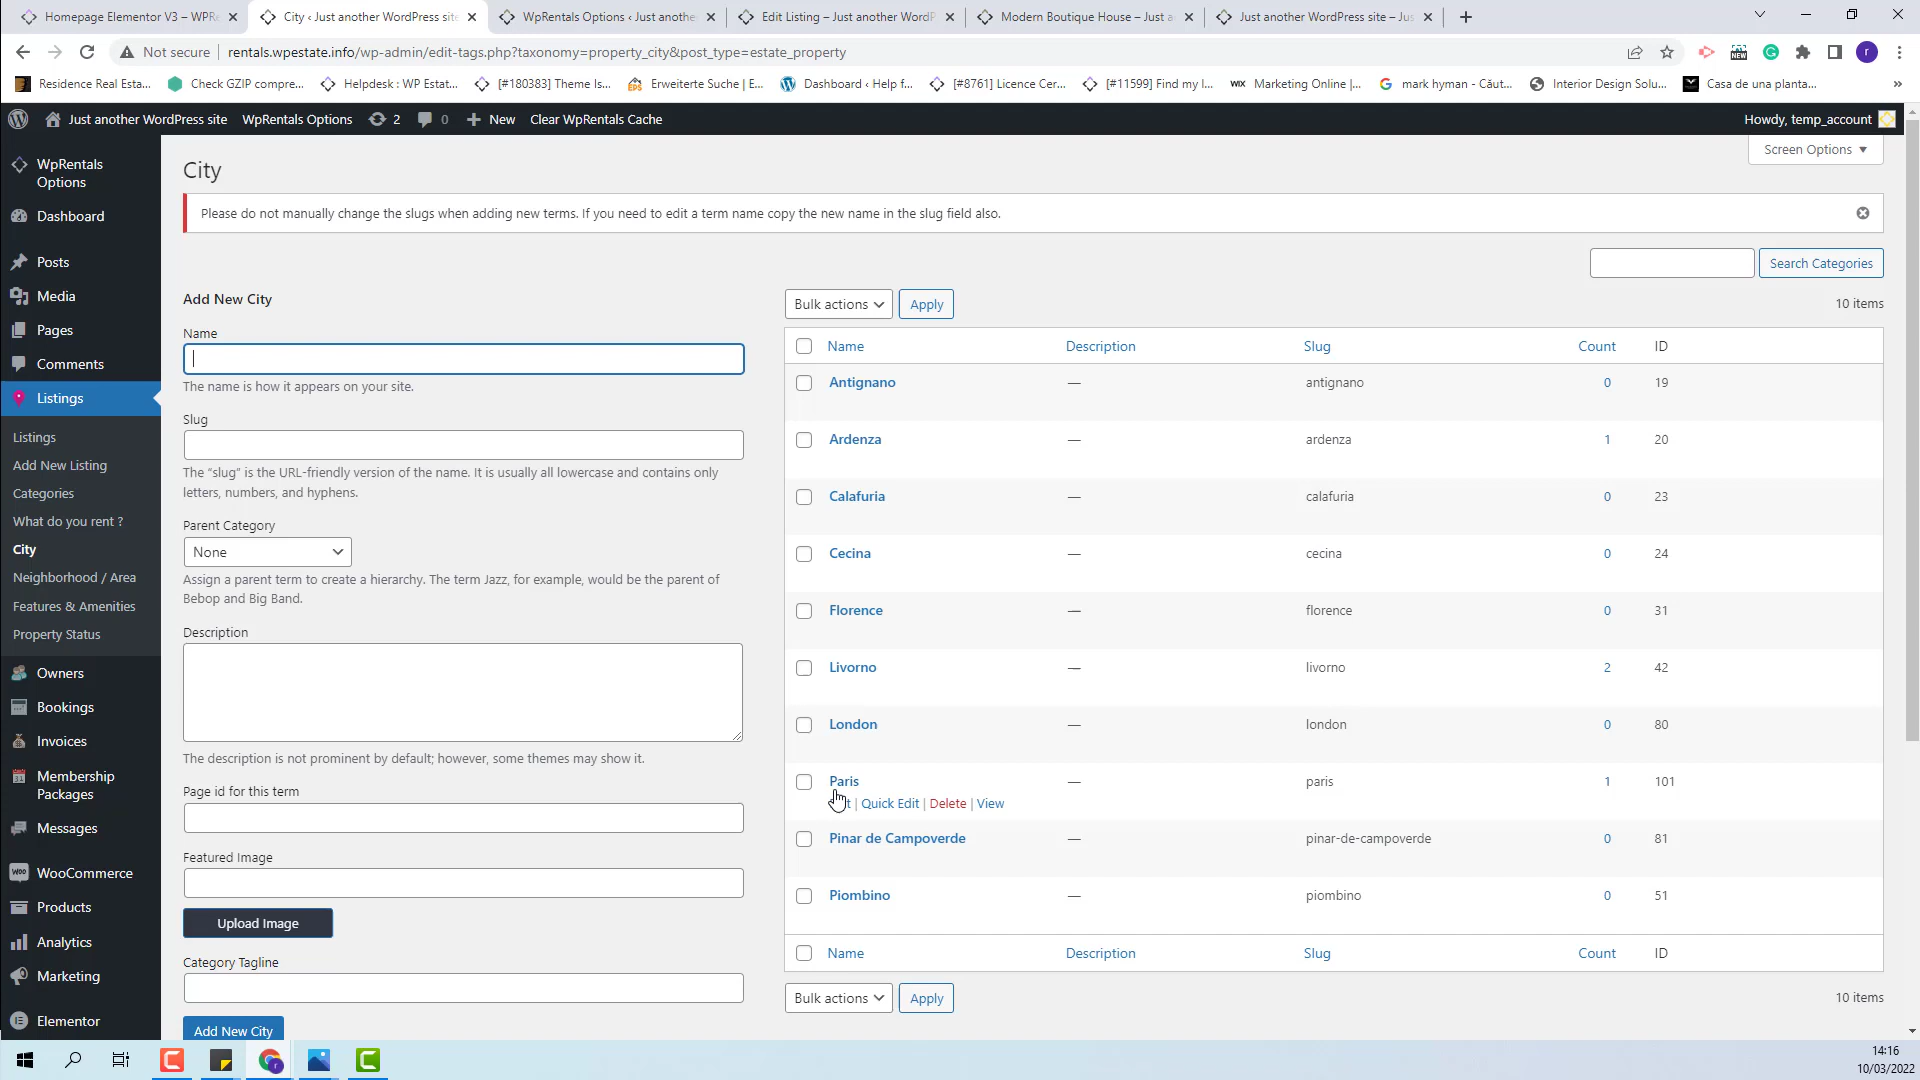 Homepage Elementor V3 – WPRe
City ‹ Just another WordPress site
WpRentals Options ‹ Just anothe
Edit Listing – Just another WordP
Modern Boutique House – Just a
Just another WordPress site – Jus
Not secure
rentals.wpestate.info/wp-admin/edit-tags.php?taxonomy=property_city&post_type=estate_property
NEW
r
Residence Real Esta...
Check GZIP compre...
Helpdesk : WP Estat...
[#180383] Theme Is...
EPS
Erweiterte Suche | E...
Dashboard ‹ Help f...
[#8761] Licence Cer...
[#11599] Find my l...
WIX
Marketing Online |...
mark hyman - Căut...
Interior Design Solu...
Casa de una planta...
»
Just another WordPress site
WpRentals Options
2
0
New
Clear WpRentals Cache
Howdy, temp_account
WpRentals
Options
Dashboard
Posts
Media
Pages
Comments
Listings
Listings
Add New Listing
Categories
What do you rent ?
City
Neighborhood / Area
Features & Amenities
Property Status
Owners
Bookings
Invoices
Membership
Packages
Messages
WooCommerce
Products
Analytics
Marketing
Elementor
City
Screen Options
Please do not manually change the slugs when adding new terms. If you need to edit a term name copy the new name in the slug field also.
Search Categories
Add New City
Name
The name is how it appears on your site.
Slug
The “slug” is the URL-friendly version of the name. It is usually all lowercase and contains only
letters, numbers, and hyphens.
Parent Category
None
Assign a parent term to create a hierarchy. The term Jazz, for example, would be the parent of
Bebop and Big Band.
Description
The description is not prominent by default; however, some themes may show it.
Page id for this term
Featured Image
Upload Image
Category Tagline
Add New City
Bulk actions
Apply
10 items
Name Description Slug Count ID
Antignano — antignano 0 19
Ardenza — ardenza 1 20
Calafuria — calafuria 0 23
Cecina — cecina 0 24
Florence — florence 0 31
Livorno — livorno 2 42
London — london 0 80
Paris — paris 1 101
| Quick Edit | Delete | View
Pinar de Campoverde — pinar-de-campoverde 0 81
Piombino — piombino 0 51
Name Description Slug Count ID
Bulk actions
Apply
10 items
14:16
10/03/2022